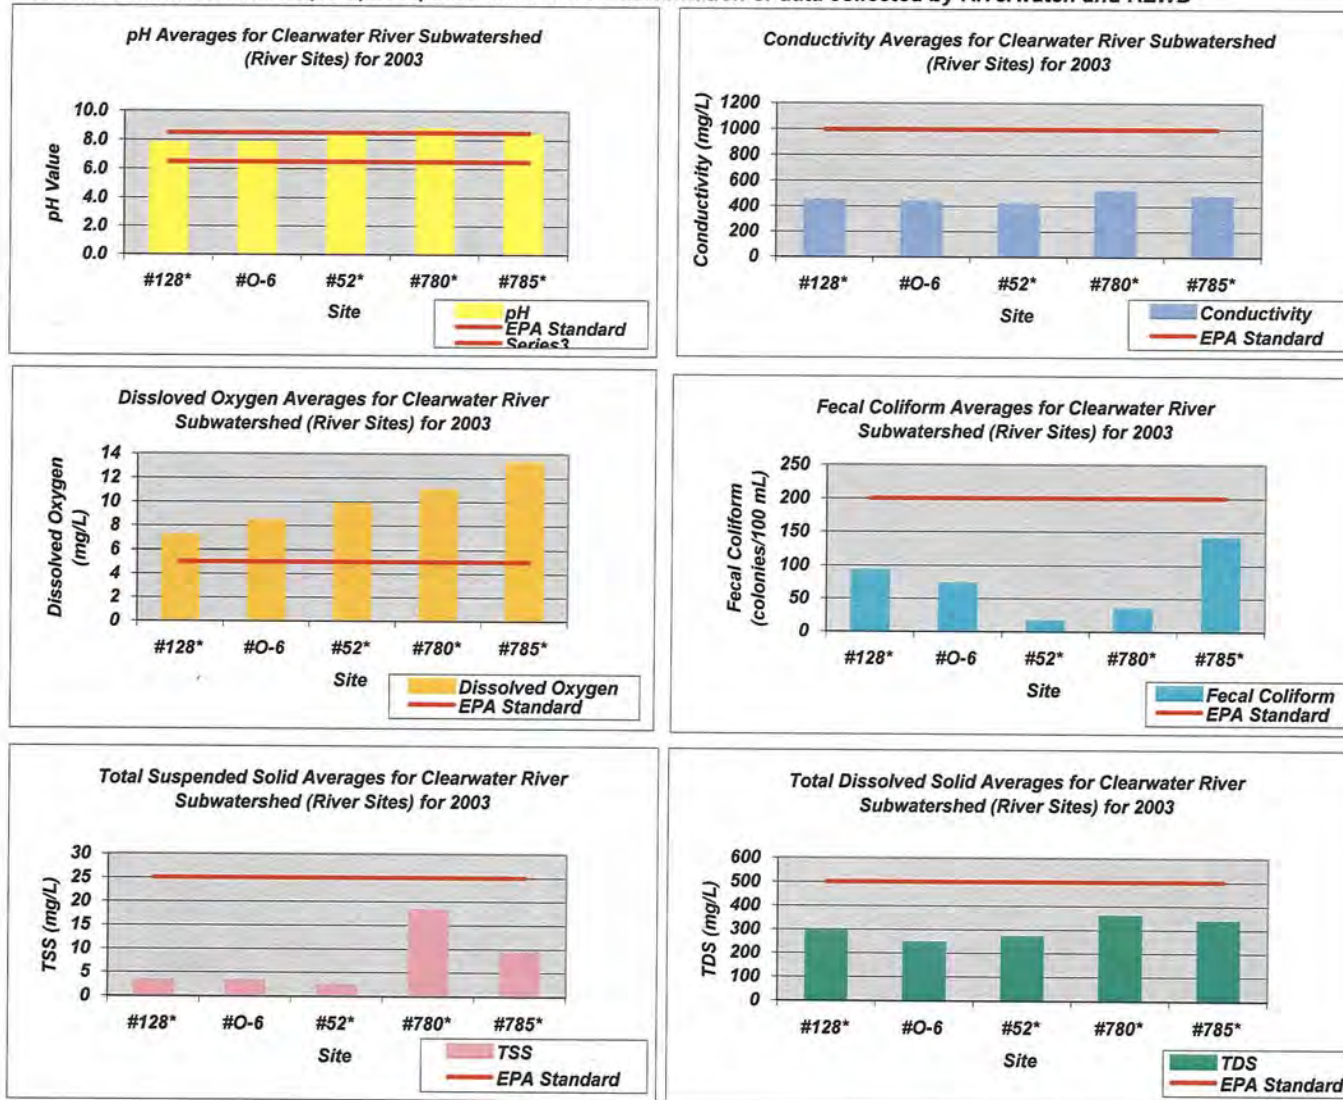 data collected by Riverwatch and RLWD
pH Averages for Clearwater River Subwatershed
(River Sites) for 2003
pH Value
10.0
8.0
6.0
4.0
2.0
0.0
#128*
#O-6
#52*
#780*
#785*
Site
pH
EPA Standard
Series3
Conductivity Averages for Clearwater River Subwatershed
(River Sites) for 2003
Conductivity (mg/L)
1200
1000
800
600
400
200
0
#128*
#O-6
#52*
#780*
#785*
Site
Conductivity
EPA Standard
Dissloved Oxygen Averages for Clearwater River
Subwatershed (River Sites) for 2003
Dissolved Oxygen
(mg/L)
14
12
10
8
6
4
2
0
#128*
#O-6
#52*
#780*
#785*
Site
Dissolved Oxygen
EPA Standard
Fecal Coliform Averages for Clearwater River
Subwatershed (River Sites) for 2003
Fecal Coliform
(colonies/100 mL)
250
200
150
100
50
0
#128*
#O-6
#52*
#780*
#785*
Site
Fecal Coliform
EPA Standard
Total Suspended Solid Averages for Clearwater River
Subwatershed (River Sites) for 2003
TSS (mg/L)
30
25
20
15
10
5
0
#128*
#O-6
#52*
#780*
#785*
Site
TSS
EPA Standard
Total Dissolved Solid Averages for Clearwater River
Subwatershed (River Sites) for 2003
TDS (mg/L)
600
500
400
300
200
100
0
#128*
#O-6
#52*
#780*
#785*
Site
TDS
EPA Standard